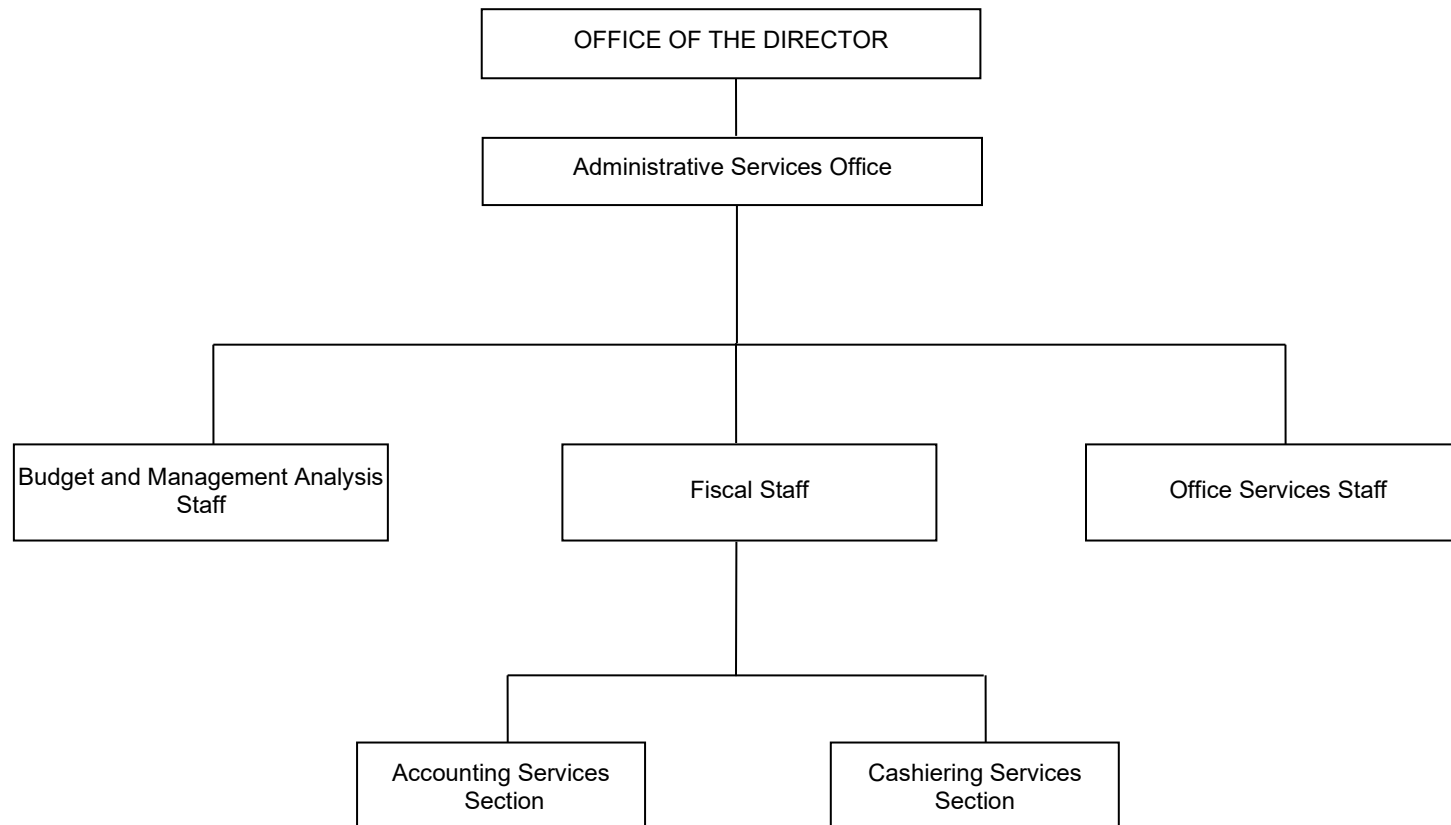 OFFICE OF THE DIRECTOR
Administrative Services Office
Budget and Management Analysis
Staff
Fiscal Staff
Office Services Staff
Accounting Services
Section
Cashiering Services
Section